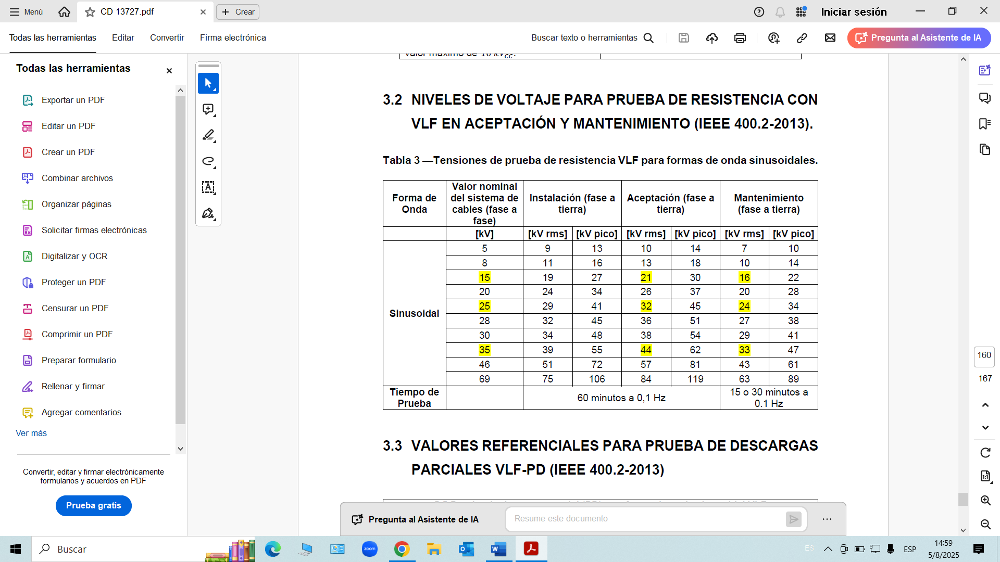 Menú
CD 13727.pdf
Crear
Iniciar sesión
Todas las herramientas
Editar
Convertir
Firma electrónica
Buscar texto o herramientas
Pregunta al Asistente de IA
Todas las herramientas
Exportar un PDF
Editar un PDF
Crear un PDF
Combinar archivos
Organizar páginas
Solicitar firmas electrónicas
Digitalizar y OCR
Proteger un PDF
Censurar un PDF
Comprimir un PDF
Preparar formulario
Rellenar y firmar
Agregar comentarios
Ver más
Convertir, editar y firmar electrónicamente
formularios y acuerdos en PDF
Prueba gratis
valor máximo de 10 kVcc.
3.2 NIVELES DE VOLTAJE PARA PRUEBA DE RESISTENCIA CON
VLF EN ACEPTACIÓN Y MANTENIMIENTO (IEEE 400.2-2013).
Tabla 3 —Tensiones de prueba de resistencia VLF para formas de onda sinusoidales.
Forma de Onda | Valor nominal del sistema de cables (fase a fase) | Instalación (fase a tierra) | Aceptación (fase a tierra) | Mantenimiento (fase a tierra)
[kV] [kV rms] [kV pico] [kV rms] [kV pico] [kV rms] [kV pico]
Sinusoidal
5 9 13 10 14 7 10
8 11 16 13 18 10 14
15 19 27 21 30 16 22
20 24 34 26 37 20 28
25 29 41 32 45 24 34
28 32 45 36 51 27 38
30 34 48 38 54 29 41
35 39 55 44 62 33 47
46 51 72 57 81 43 61
69 75 106 84 119 63 89
Tiempo de Prueba | 60 minutos a 0,1 Hz | 15 o 30 minutos a 0.1 Hz
3.3 VALORES REFERENCIALES PARA PRUEBA DE DESCARGAS
PARCIALES VLF-PD (IEEE 400.2-2013)
Pregunta al Asistente de IA
Resume este documento
160
167
1:1
Buscar
zoom
ES
ESP
14:59
5/8/2025